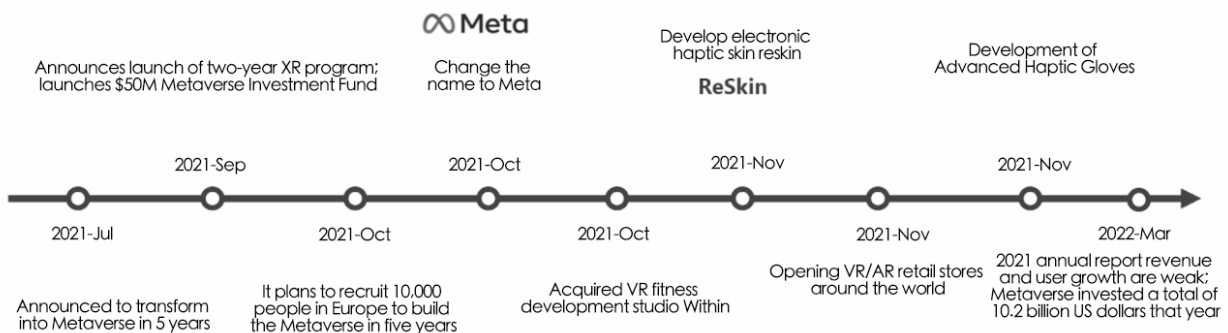 Meta
Announces launch of two-year XR program;
launches $50M Metaverse Investment Fund
Change the
name to Meta
Develop electronic
haptic skin reskin
ReSkin
Development of
Advanced Haptic Gloves
2021-Sep
2021-Oct
2021-Nov
2021-Nov
2021-Jul
2021-Oct
2021-Oct
2021-Nov
2022-Mar
Announced to transform
into Metaverse in 5 years
It plans to recruit 10,000
people in Europe to build
the Metaverse in five years
Acquired VR fitness
development studio Within
Opening VR/AR retail stores
around the world
2021 annual report revenue
and user growth are weak;
Metaverse invested a total of
10.2 billion US dollars that year